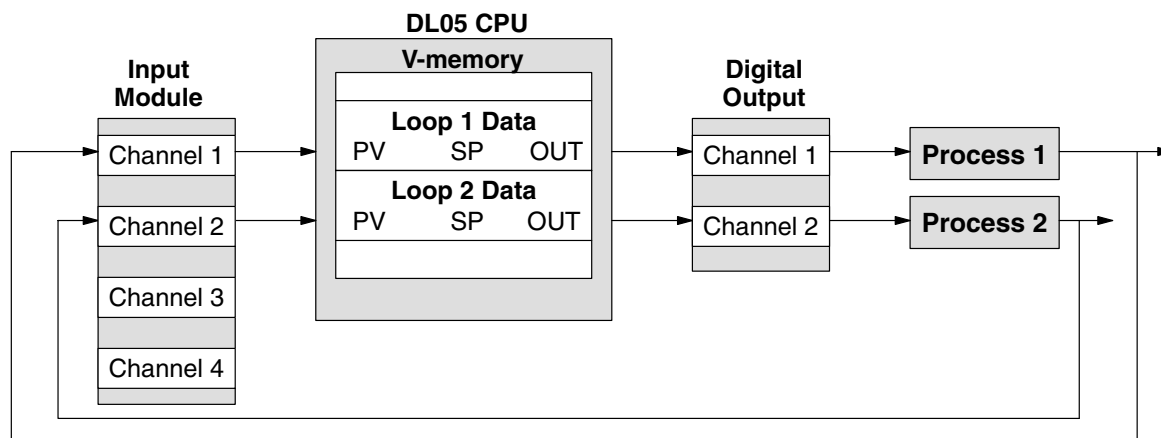 DL05 CPU
V-memory
Input
Module
Digital
Output
Loop 1 Data
Channel 1
PV SP OUT
Channel 1
Process 1
Loop 2 Data
Channel 2
PV SP OUT
Channel 2
Process 2
Channel 3
Channel 4